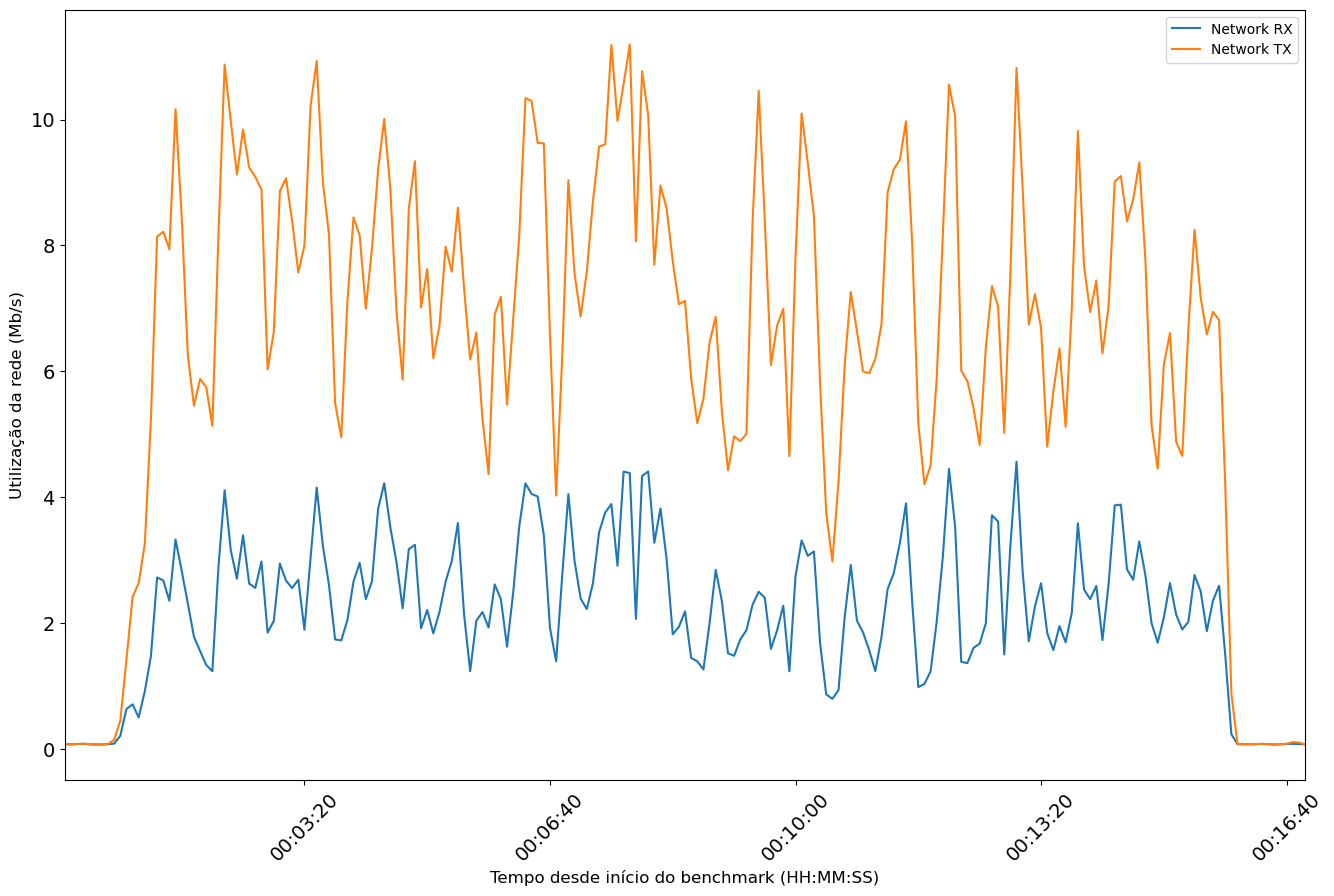 Network RX
Network TX
Utilização da rede (Mb/s)
10
8
6
4
2
0
00:03:20
00:06:40
00:10:00
00:13:20
00:16:40
Tempo desde início do benchmark (HH:MM:SS)